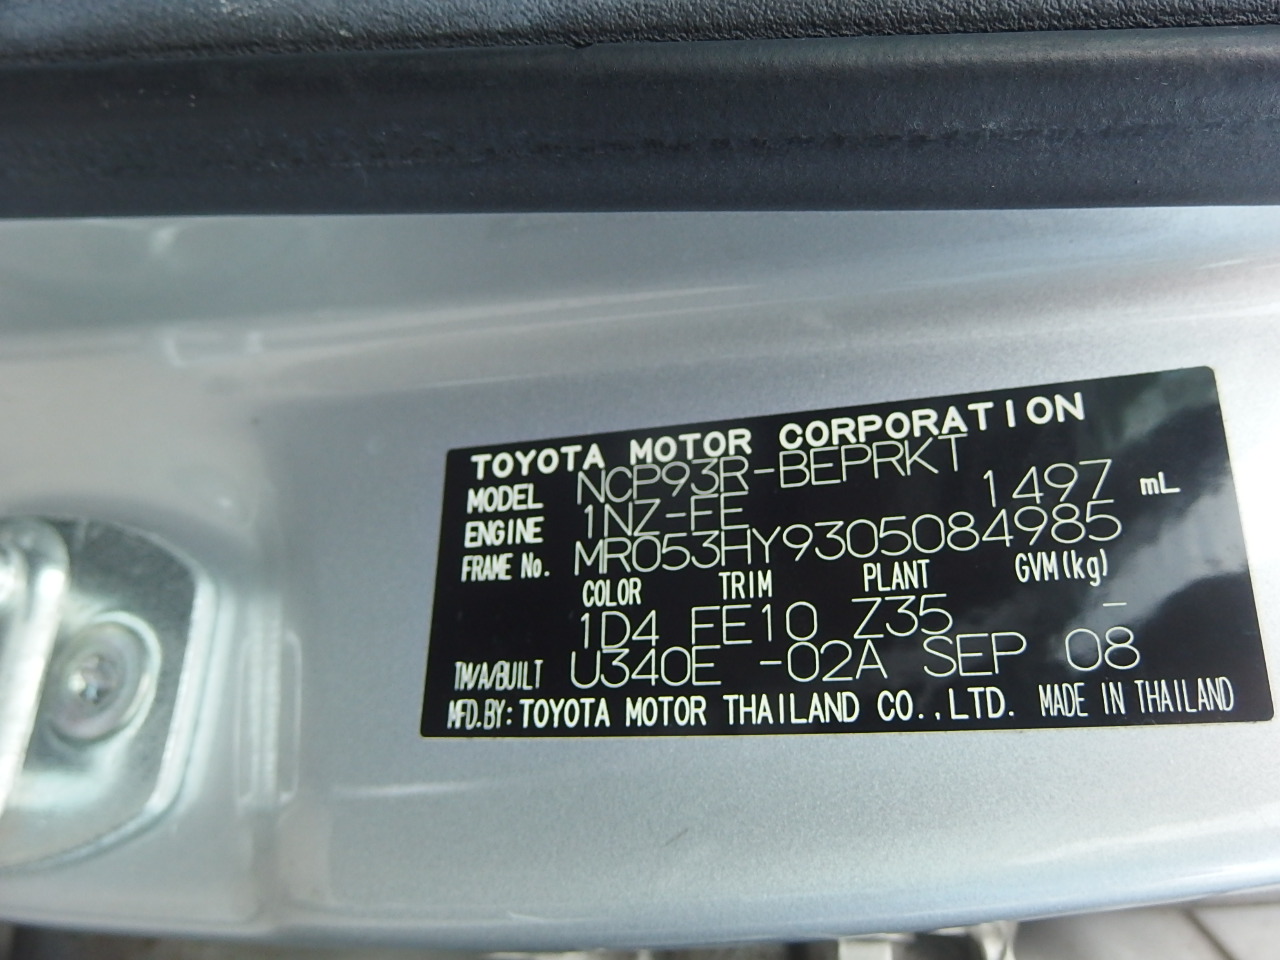 TOYOTA MOTOR CORPORATION
MODEL NCP93R-BEPRKT
ENGINE 1NZ-FE 1497 mL
FRAME No. MR053HY9305084985
COLOR TRIM PLANT GVM(kg)
1D4 FE10 Z35 -
TM/A/BUILT U340E -02A SEP 08
MFD.BY: TOYOTA MOTOR THAILAND CO.,LTD. MADE IN THAILAND